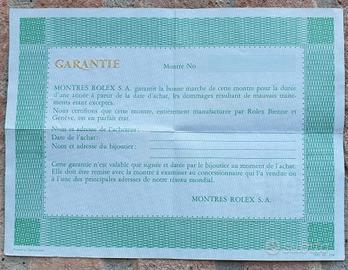 GARANTIE
Montre No
MONTRES ROLEX S. A. garantit la bonne marche de cette montre pour la durée
d'une année à partir de la date d'achat, les dommages résultant de mauvais traite-
ments étant exceptés.
Nous certifions que cette montre, entièrement manufacturée par Rolex Bienne et
Genève, est en parfait état.
Nom et adresse de l'acheteur:
Date de l'achat:
Nom et adresse du bijoutier:
Cette garantie n'est valable que signée et datée par le bijoutier au moment de l'achat.
Elle doit être remise avec la montre à examiner au concessionnaire qui l'a vendue ou
à l'une des principales adresses de notre réseau mondial.
MONTRES ROLEX S. A.